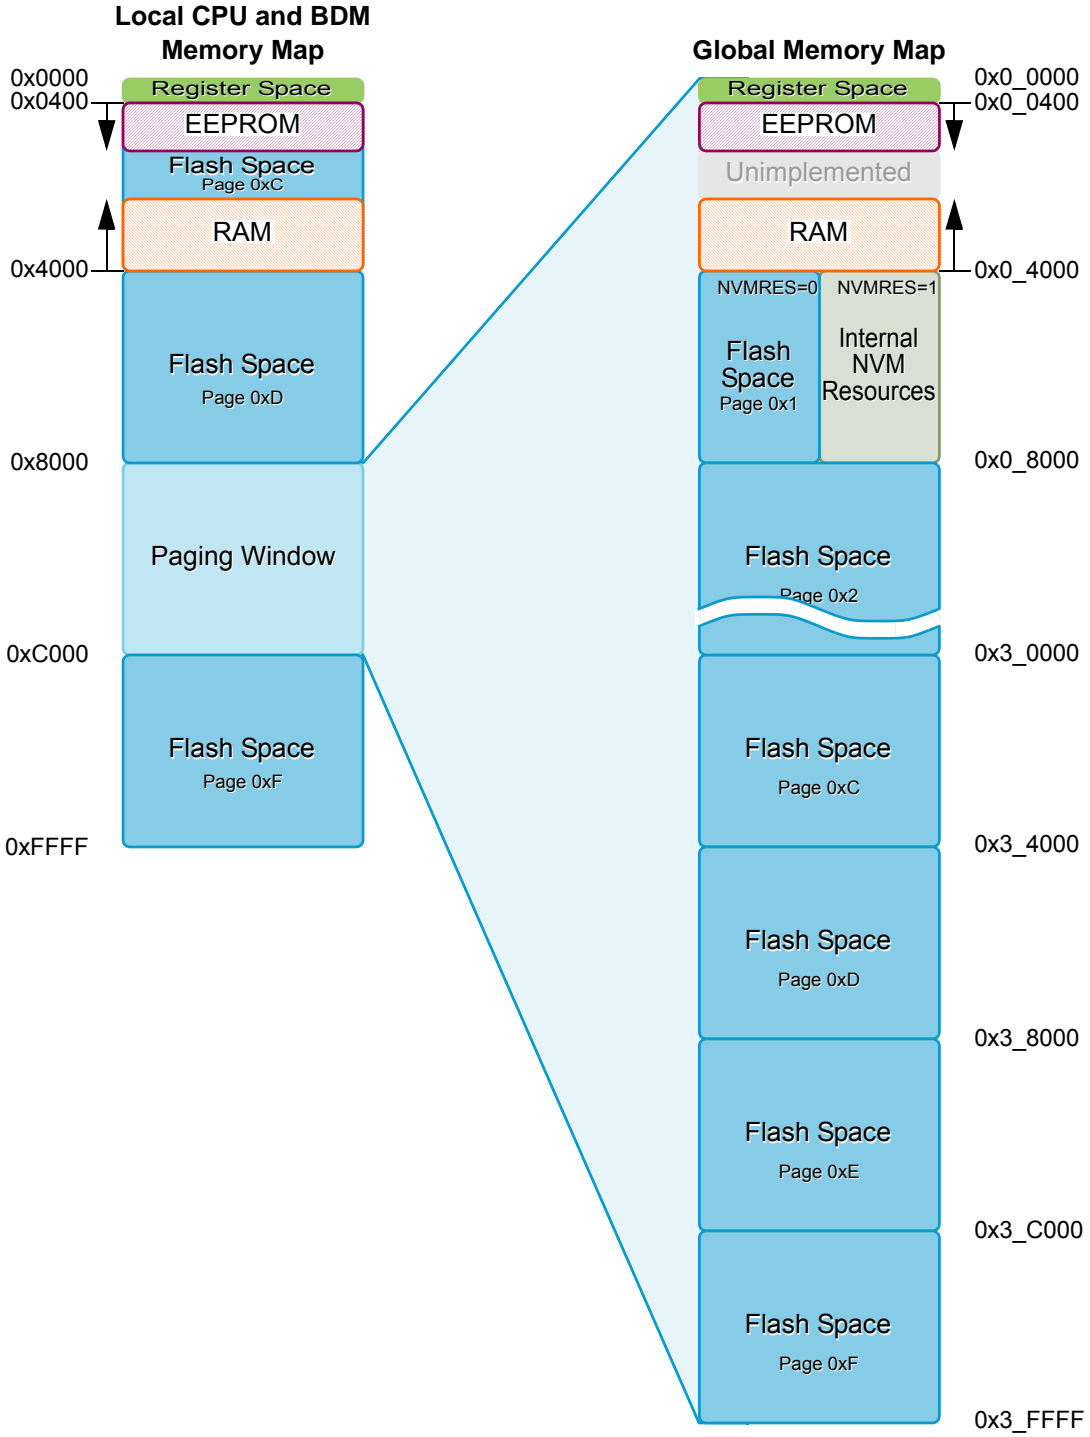 Local CPU and BDM
Memory Map
0x0000
0x0400
Register Space
EEPROM
Flash Space
Page 0xC
RAM
0x4000
Flash Space
Page 0xD
0x8000
Paging Window
0xC000
Flash Space
Page 0xF
0xFFFF
Global Memory Map
Register Space
0x0_0000
0x0_0400
EEPROM
Unimplemented
RAM
0x0_4000
NVMRES=0
NVMRES=1
Flash
Space
Page 0x1
Internal
NVM
Resources
0x0_8000
Flash Space
Page 0x2
0x3_0000
Flash Space
Page 0xC
0x3_4000
Flash Space
Page 0xD
0x3_8000
Flash Space
Page 0xE
0x3_C000
Flash Space
Page 0xF
0x3_FFFF